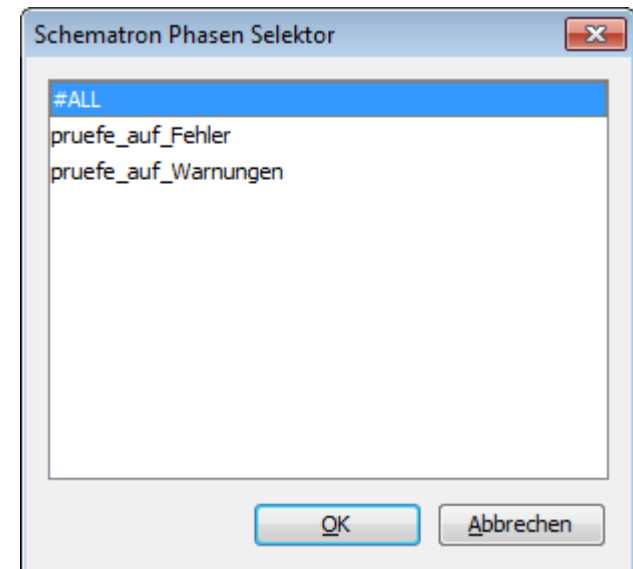 Schematron Phasen Selektor
#ALL
pruefe_auf_Fehler
pruefe_auf_Warnungen
OK Abbrechen